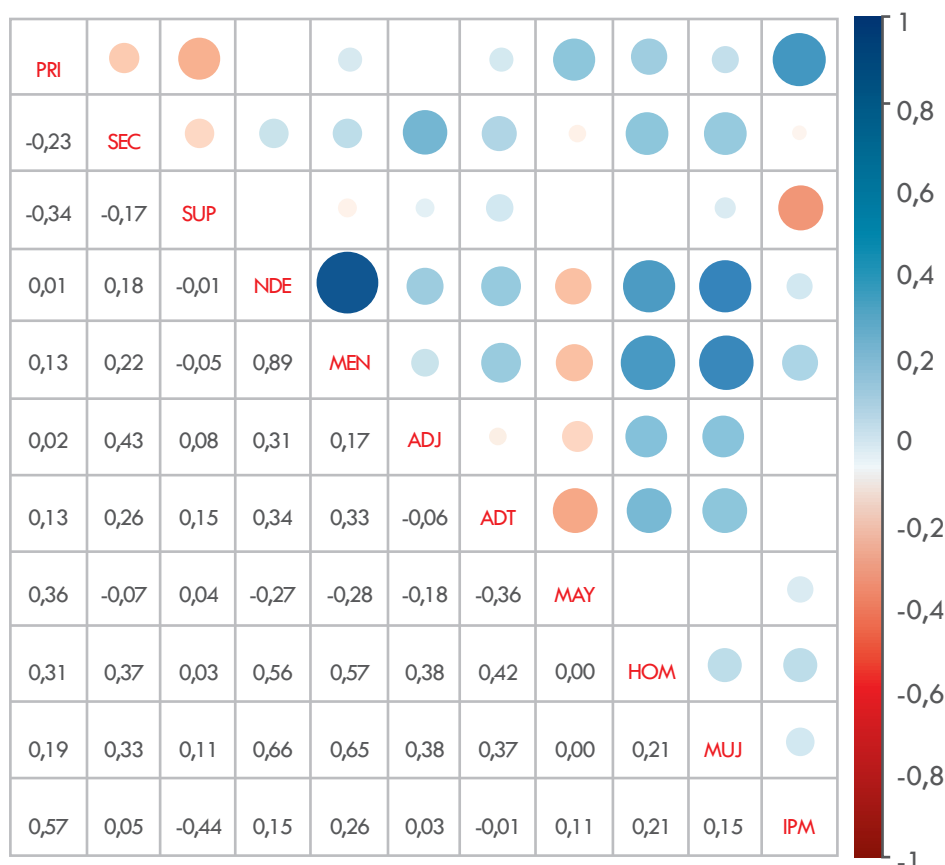 PRI
-0,23 SEC
-0,34 -0,17 SUP
0,01 0,18 -0,01 NDE
0,13 0,22 -0,05 0,89 MEN
0,02 0,43 0,08 0,31 0,17 ADJ
0,13 0,26 0,15 0,34 0,33 -0,06 ADT
0,36 -0,07 0,04 -0,27 -0,28 -0,18 -0,36 MAY
0,31 0,37 0,03 0,56 0,57 0,38 0,42 0,00 HOM
0,19 0,33 0,11 0,66 0,65 0,38 0,37 0,00 0,21 MUJ
0,57 0,05 -0,44 0,15 0,26 0,03 -0,01 0,11 0,21 0,15 IPM
1
0,8
0,6
0,4
0,2
0
-0,2
-0,4
-0,6
-0,8
-1